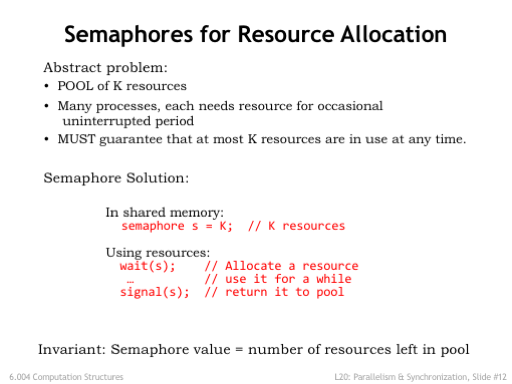 Semaphores for Resource Allocation
Abstract problem:
• POOL of K resources
• Many processes, each needs resource for occasional
uninterrupted period
• MUST guarantee that at most K resources are in use at any time.
Semaphore Solution:
In shared memory:
semaphore s = K;  // K resources
Using resources:
wait(s);    // Allocate a resource
…          // use it for a while
signal(s);  // return it to pool
Invariant: Semaphore value = number of resources left in pool
6.004 Computation Structures
L20: Parallelism & Synchronization, Slide #12